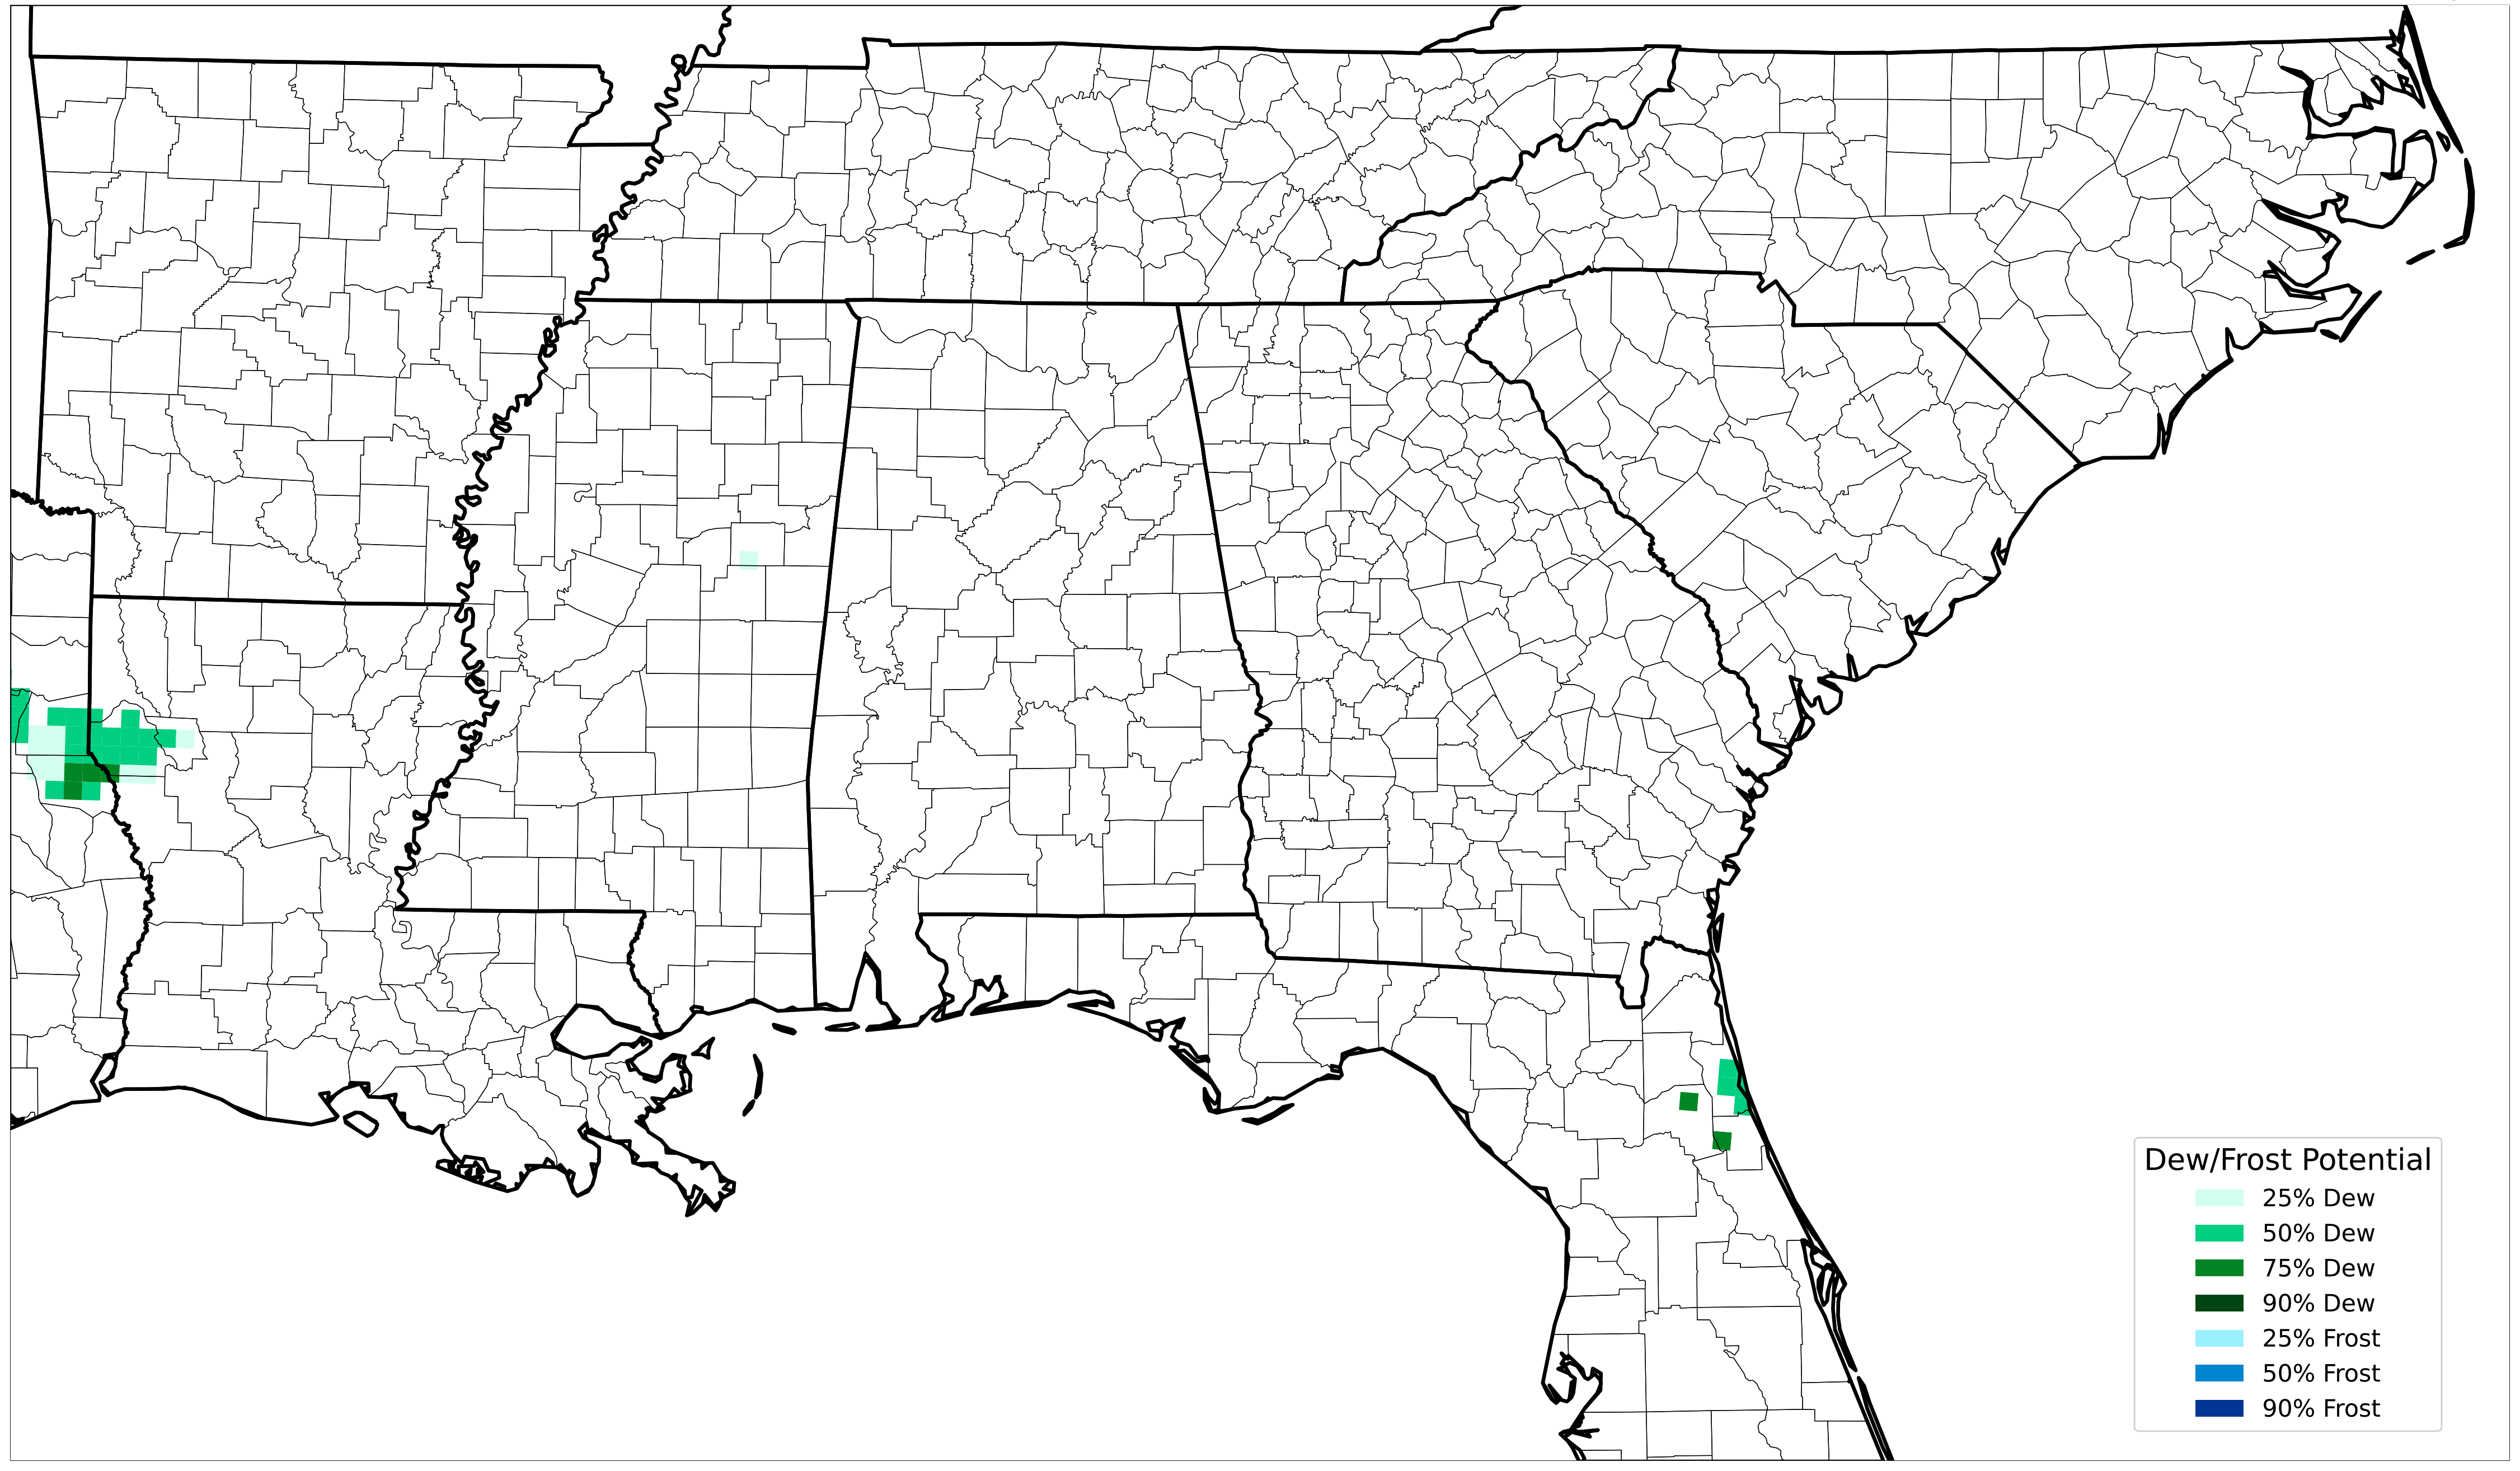 Dew/Frost Potential
25% Dew
50% Dew
75% Dew
90% Dew
25% Frost
50% Frost
90% Frost